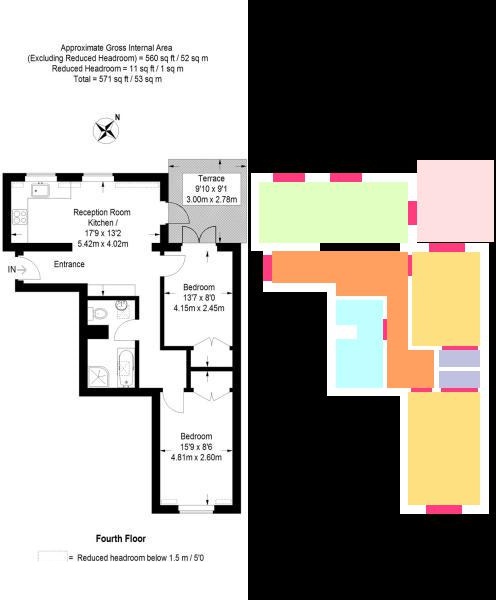 Approximate Gross Internal Area
(Excluding Reduced Headroom) = 560 sq ft / 52 sq m
Reduced Headroom = 11 sq ft / 1 sq m
Total = 571 sq ft / 53 sq m
N
Terrace
9'10 x 9'1
3.00m x 2.78m
Reception Room
Kitchen /
17'9 x 13'2
5.42m x 4.02m
IN
Entrance
Bedroom
13'7 x 8'0
4.15m x 2.45m
Bedroom
15'9 x 8'6
4.81m x 2.60m
Fourth Floor
= Reduced headroom below 1.5 m / 5'0